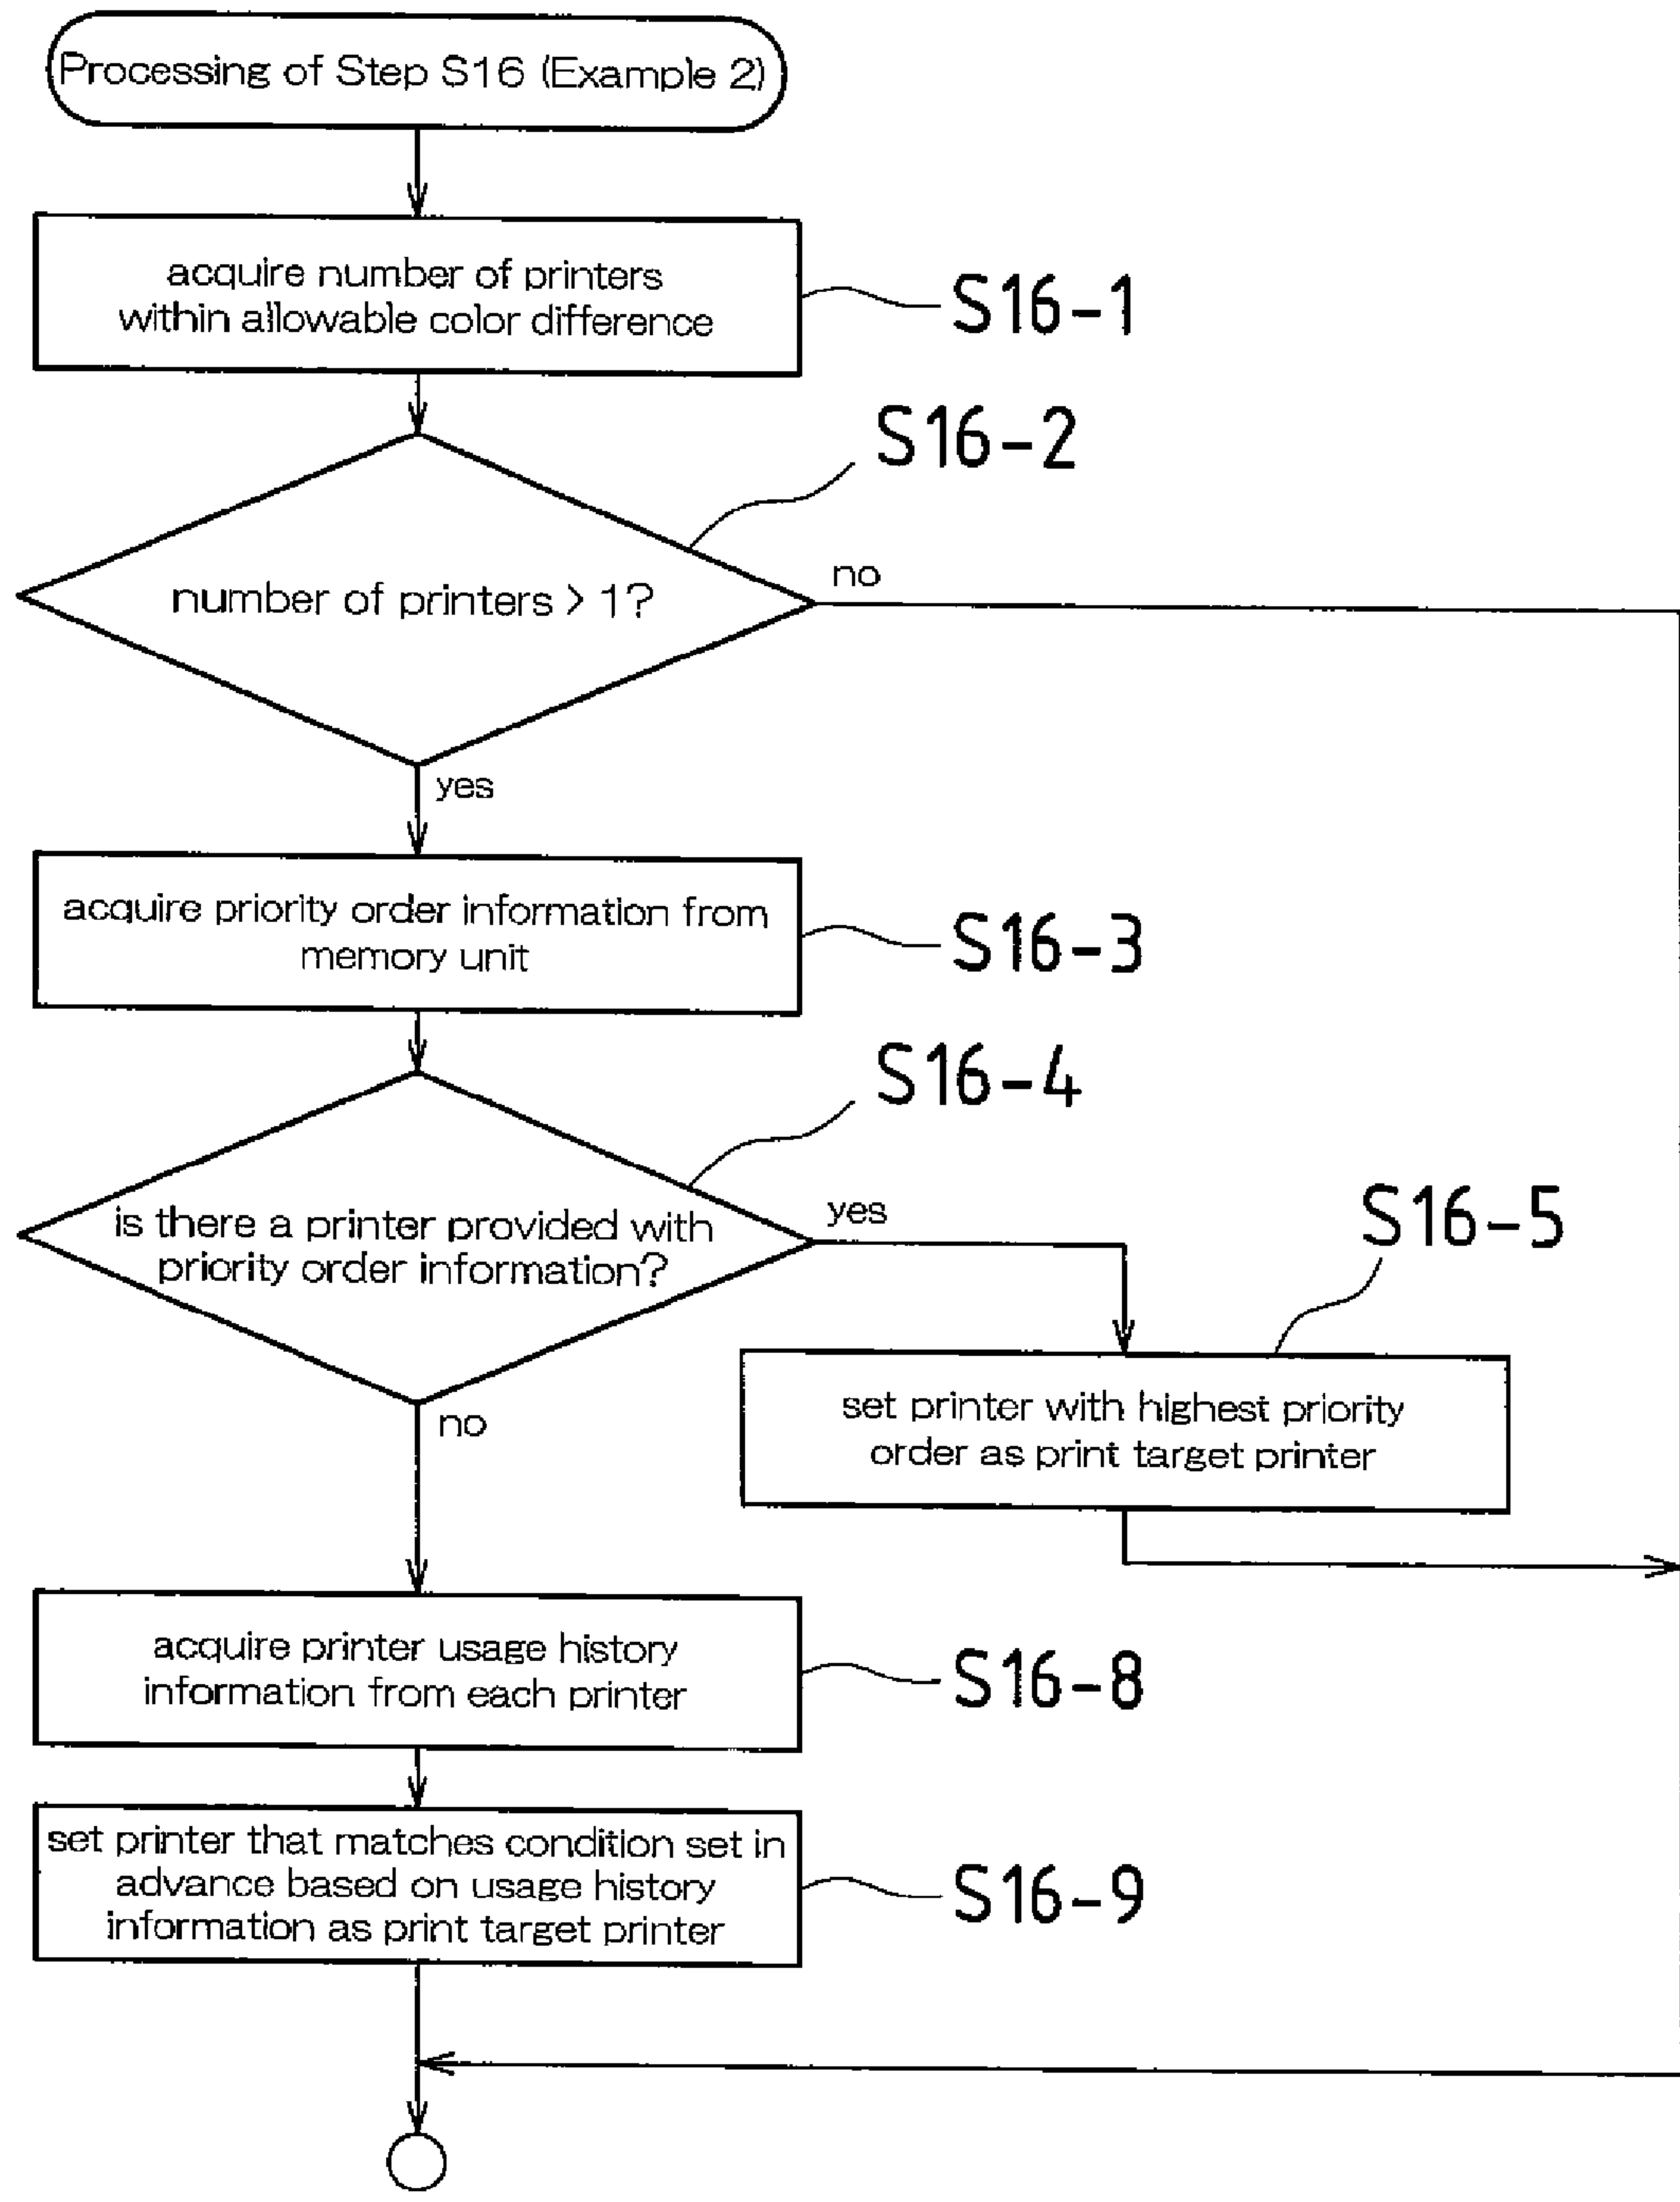 Processing of Step S16 (Example 2)
acquire number of printers
within allowable color difference
S16-1
S16-2
number of printers > 1?
no
yes
acquire priority order information from
memory unit
S16-3
S16-4
is there a printer provided with
priority order information?
yes
no
S16-5
set printer with highest priority
order as print target printer
acquire printer usage history
information from each printer
S16-8
set printer that matches condition set in
advance based on usage history
information as print target printer
S16-9